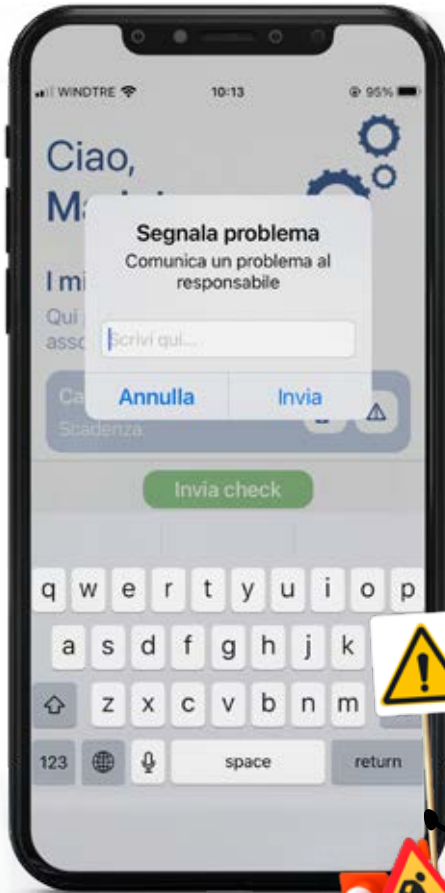 WINDTRE 10:13 95%
Ciao,
Segnala problema
Comunica un problema al
responsabile
I mi
Qui
asso
Scrivi qui...
Annulla Invia
Ca
Scadenza
Invia check
q w e r t y u i o p
a s d f g h j k
z x c v b n m
123 space return
!